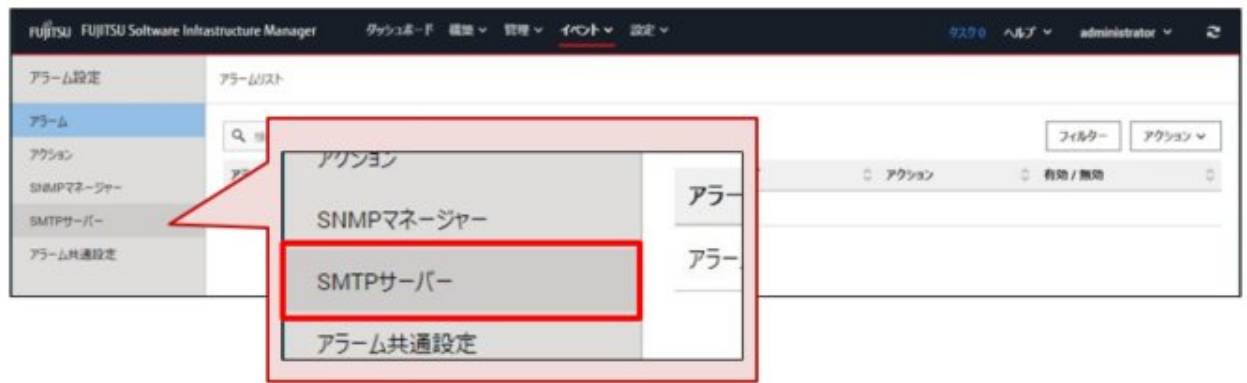 FUJITSU FUJITSU Software Infrastructure Manager ダッシュボード 構築 管理 イベント 設定 タスク 0 ヘルプ administrator
アラーム設定 アラームリスト
アラーム
フィルター アクション
アクション
アクション 有効 / 無効
SNMPマネージャー
SMTPサーバー
アラーム共通設定
アクション
SNMPマネージャー
SMTPサーバー
アラーム共通設定
アラー
アラー